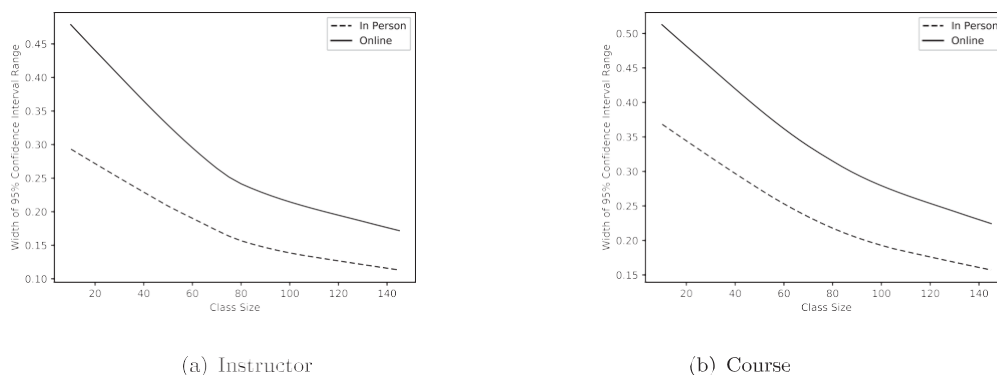 In Person
Online
0.45
0.40
0.35
0.30
0.25
0.20
0.15
0.10
Width of 95% Confidence Interval Range
20 40 60 80 100 120 140
Class Size
(a) Instructor
In Person
Online
0.50
0.45
0.40
0.35
0.30
0.25
0.20
0.15
Width of 95% Confidence Interval Range
20 40 60 80 100 120 140
Class Size
(b) Course